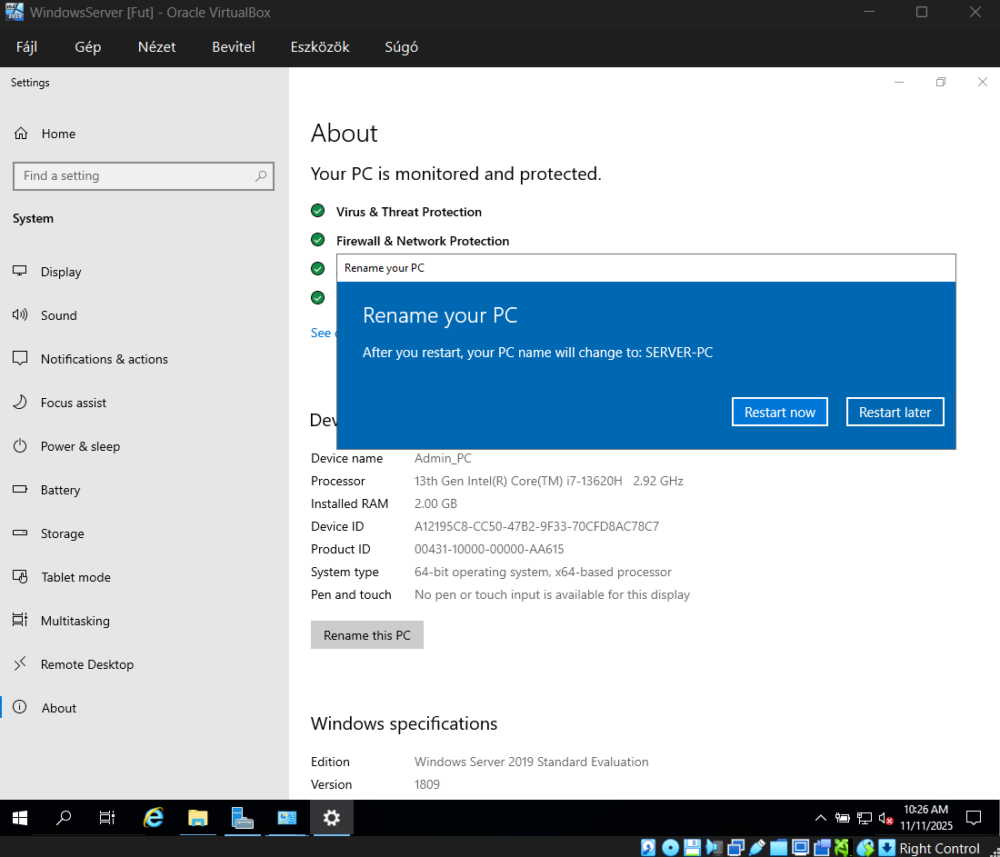 WindowsServer [Fut] - Oracle VirtualBox
Fájl Gép Nézet Bevitel Eszközök Súgó
Settings
Home
Find a setting
System
Display
Sound
Notifications & actions
Focus assist
Power & sleep
Battery
Storage
Tablet mode
Multitasking
Remote Desktop
About
About
Your PC is monitored and protected.
Virus & Threat Protection
Firewall & Network Protection
See
Rename your PC
Rename your PC
After you restart, your PC name will change to: SERVER-PC
Restart now Restart later
Device name Admin_PC
Processor 13th Gen Intel(R) Core(TM) i7-13620H 2.92 GHz
Installed RAM 2.00 GB
Device ID A12195C8-CC50-47B2-9F33-70CFD8AC78C7
Product ID 00431-10000-00000-AA615
System type 64-bit operating system, x64-based processor
Pen and touch No pen or touch input is available for this display
Rename this PC
Windows specifications
Edition Windows Server 2019 Standard Evaluation
Version 1809
10:26 AM
11/11/2025
Right Control